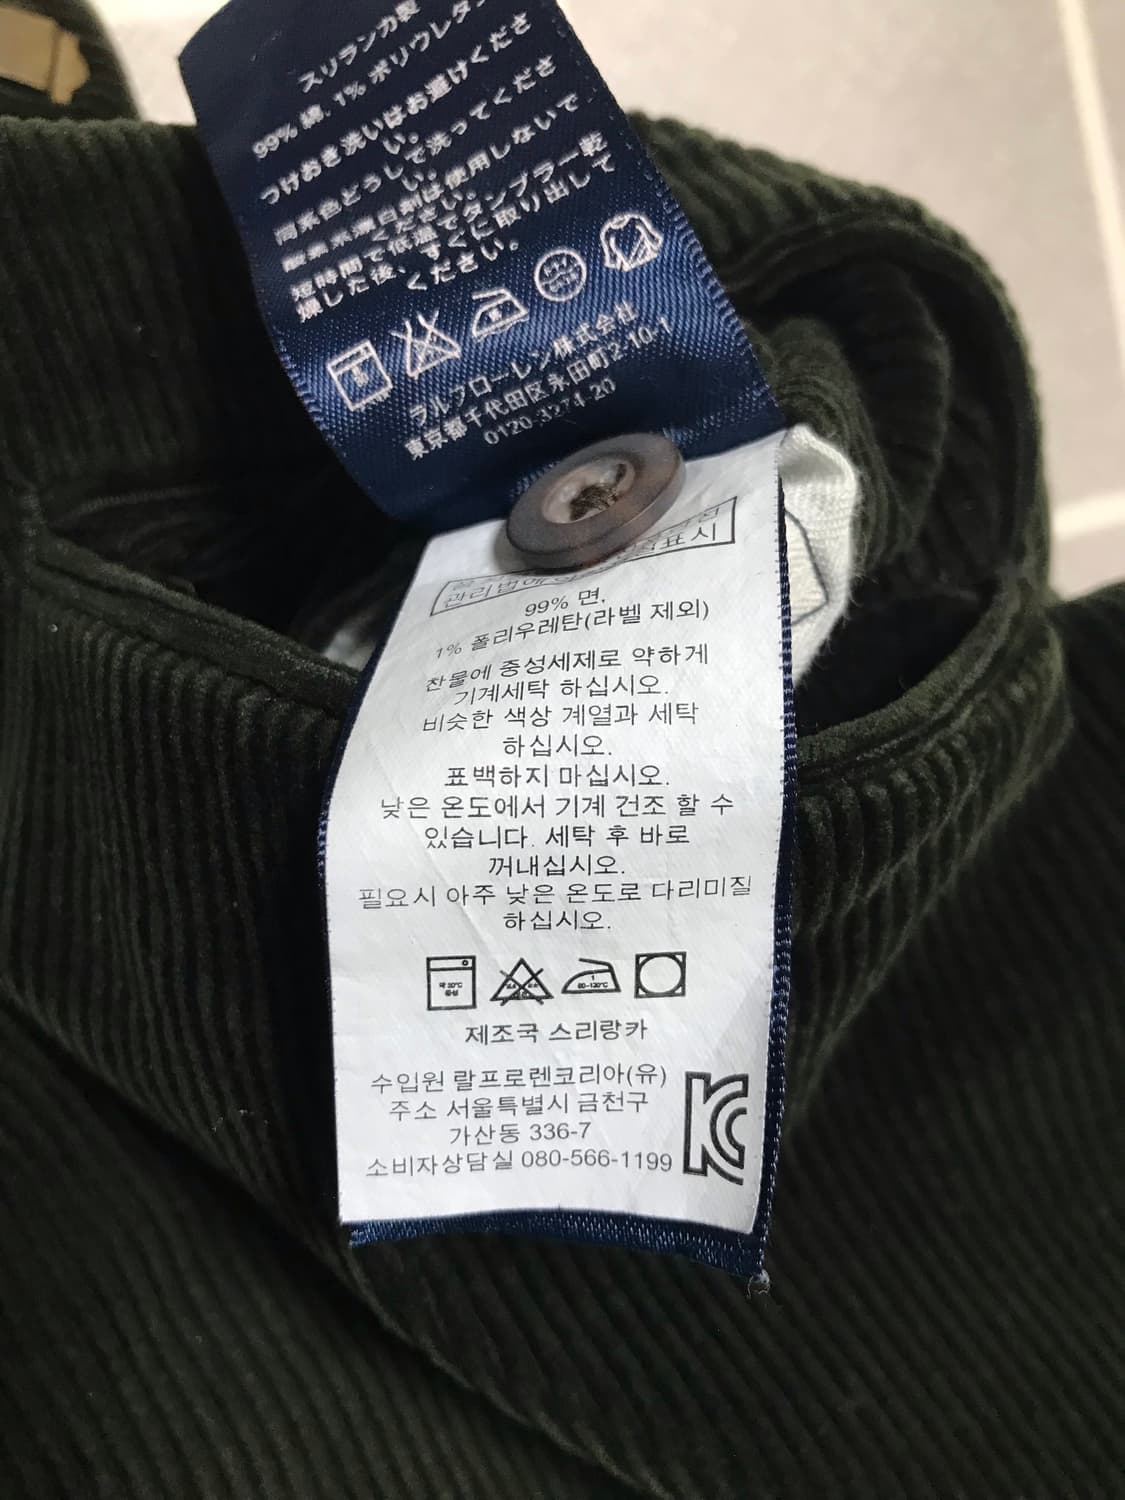 スリランカ製
99% 綿, 1% ポリウレタン
つけおき洗いはお避けくださ
い。
同系色どうしで洗ってくださ
い。
酸素系漂白剤は使用しないで
ください。
短時間で低温でタンブラー乾
燥した後、すぐに取り出して
ください。
ラルフローレン株式会社
東京都千代田区永田町2-10-1
0120-3274-20
관리법에
표시
99% 면,
1% 폴리우레탄(라벨 제외)
찬물에 중성세제로 약하게
기계세탁 하십시오.
비슷한 색상 계열과 세탁
하십시오.
표백하지 마십시오.
낮은 온도에서 기계 건조 할 수
있습니다. 세탁 후 바로
꺼내십시오.
필요시 아주 낮은 온도로 다리미질
하십시오.
약 30℃
중성
1
80-120℃
제조국 스리랑카
수입원 랄프로렌코리아(유)
주소 서울특별시 금천구
가산동 336-7
소비자상담실 080-566-1199